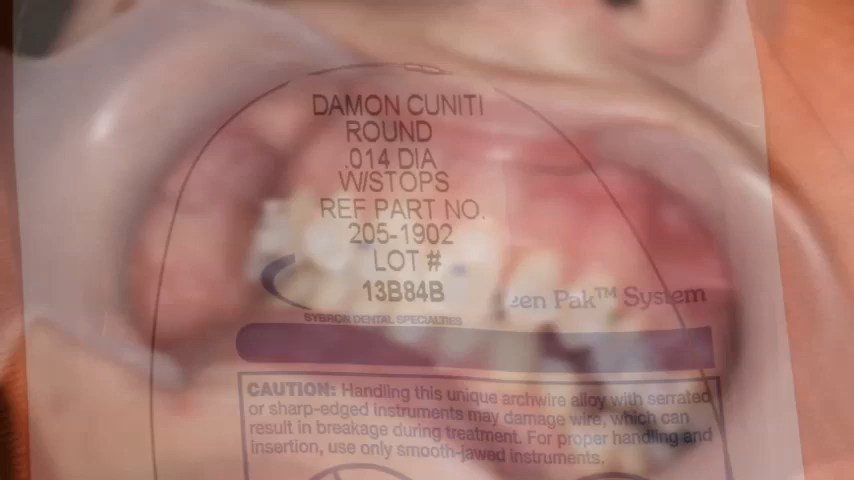 DAMON CUNITI
ROUND
.014 DIA
W/STOPS
REF PART NO.
205-1902
LOT #
13B84B
Pak™ System
SYBRON DENTAL SPECIALTIES
CAUTION: Handling this unique archwire alloy with serrated
or sharp-edged instruments may damage wire, which can
result in breakage during treatment. For proper handling and
insertion, use only smooth-jawed instruments.